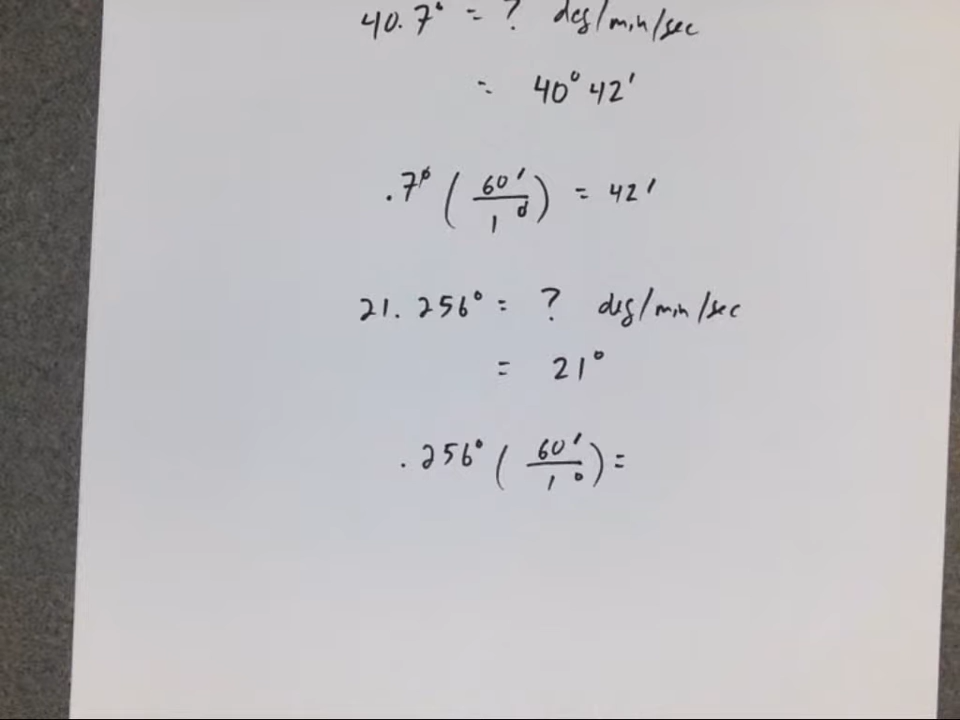 40.7° = ? deg/min/sec
= 40° 42'
.7° ( 60' / 1° ) = 42'
21.256° = ? deg/min/sec
= 21°
.256° ( 60' / 1° ) =